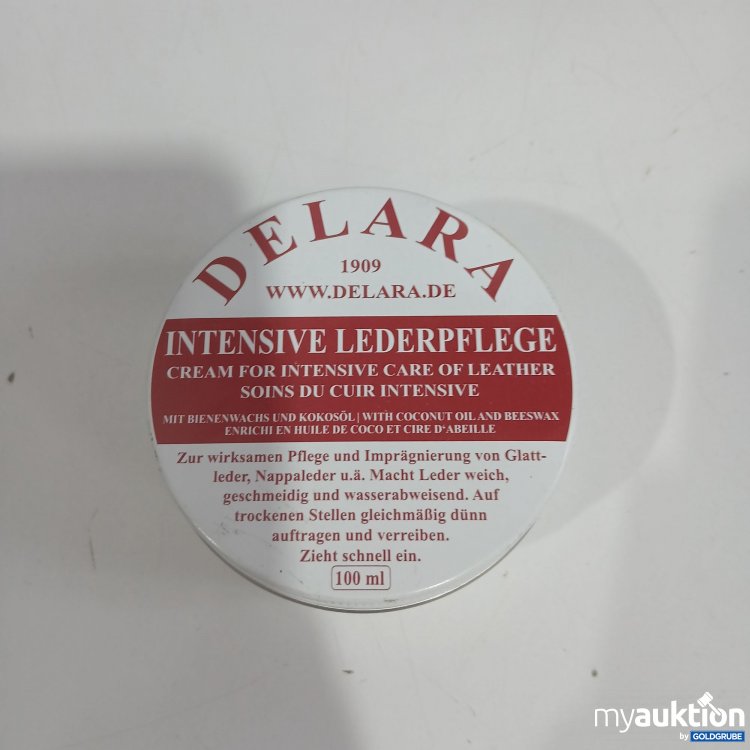 DELARA
1909
WWW.DELARA.DE
INTENSIVE LEDERPFLEGE
CREAM FOR INTENSIVE CARE OF LEATHER
SOINS DU CUIR INTENSIVE
MIT BIENENWACHS UND KOKOSÖL | WITH COCONUT OIL AND BEESWAX
ENRICHI EN HUILE DE COCO ET CIRE D'ABEILLE
Zur wirksamen Pflege und Imprägnierung von Glatt-
leder, Nappaleder u.ä. Macht Leder weich,
geschmeidig und wasserabweisend. Auf
trockenen Stellen gleichmäßig dünn
auftragen und verreiben.
Zieht schnell ein.
100 ml
myauktion
by GOLDGRUBE